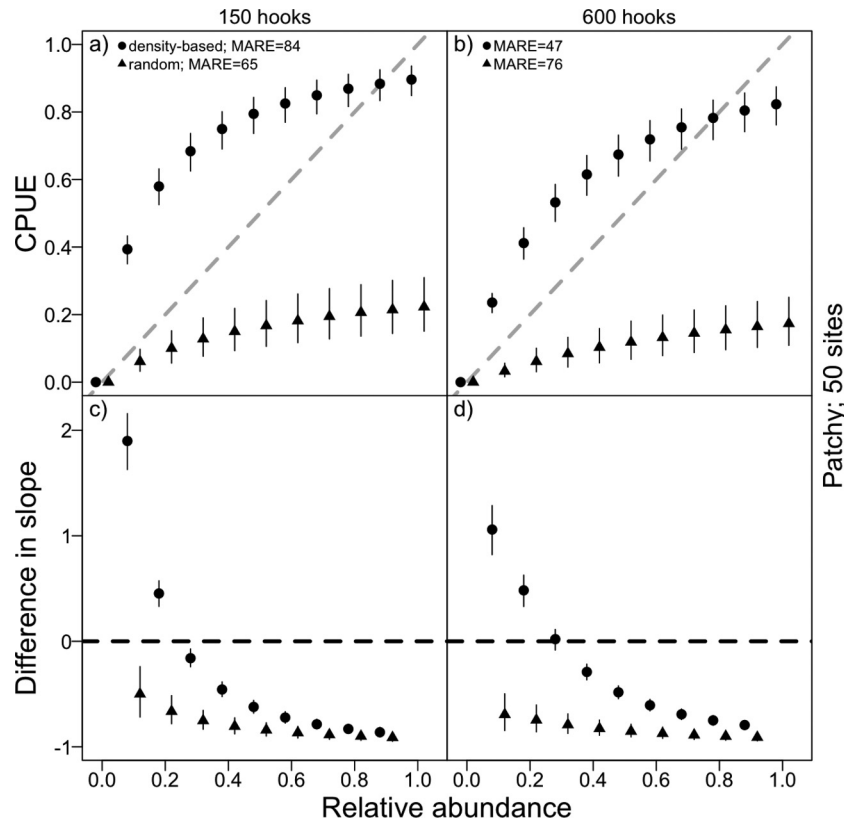 150 hooks
600 hooks
a)
density-based; MARE=84
random; MARE=65
b)
MARE=47
MARE=76
1.0
0.8
0.6
0.4
0.2
0.0
CPUE
c)
d)
2
1
0
-1
Difference in slope
Patchy; 50 sites
0.0 0.2 0.4 0.6 0.8 1.0
0.0 0.2 0.4 0.6 0.8 1.0
Relative abundance